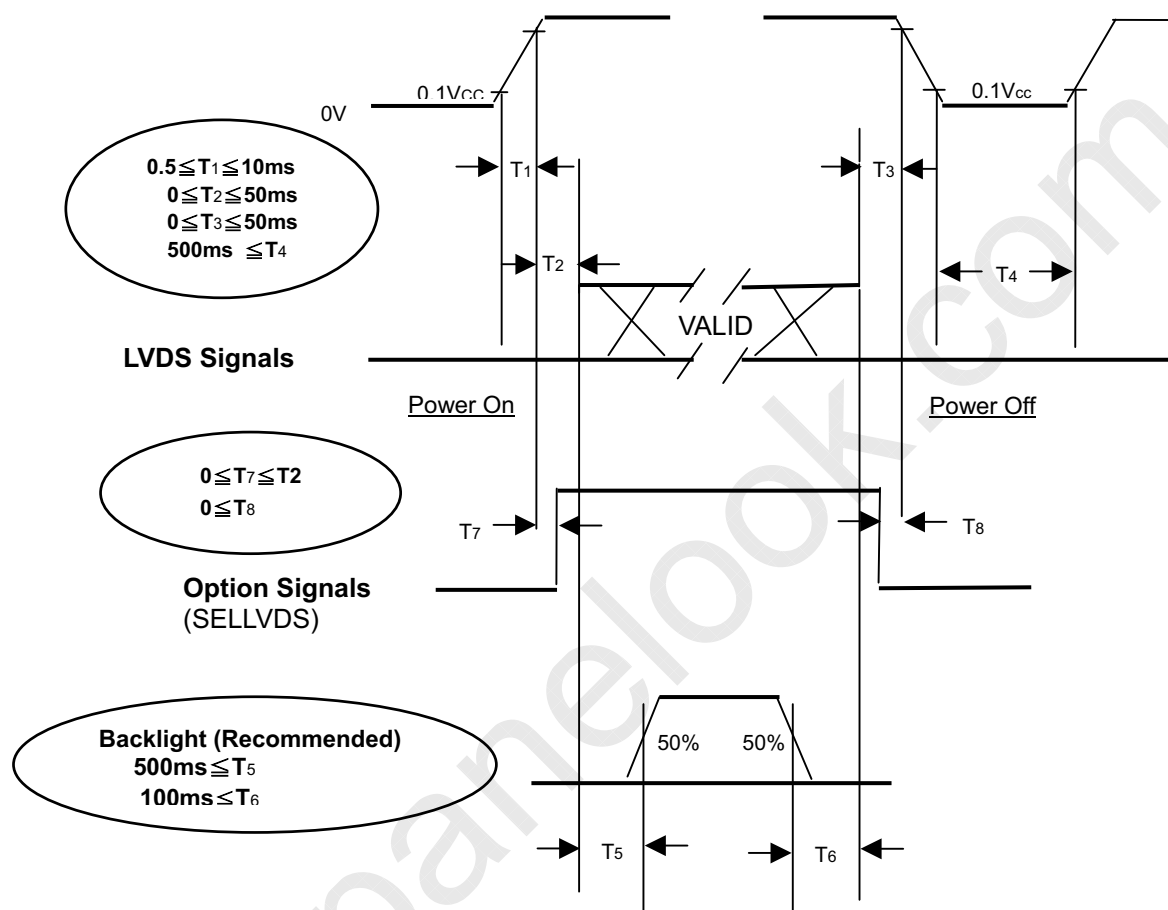 0.1Vcc
0.1Vcc
0V
0.5≦T1≦10ms
0≦T2≦50ms
0≦T3≦50ms
500ms ≦T4
T1
T3
T2
T4
VALID
LVDS Signals
Power On
Power Off
0≦T7≦T2
0≦T8
T7
T8
Option Signals
(SELLVDS)
Backlight (Recommended)
500ms≦T5
100ms≦T6
50%
50%
T5
T6
panelook.com